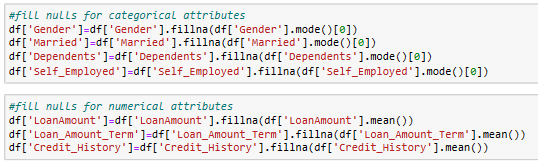 #fill nulls for categorical attributes
df['Gender']=df['Gender'].fillna(df['Gender'].mode()[0])
df['Married']=df['Married'].fillna(df['Married'].mode()[0])
df['Dependents']=df['Dependents'].fillna(df['Dependents'].mode()[0])
df['Self_Employed']=df['Self_Employed'].fillna(df['Self_Employed'].mode()[0])
#fill nulls for numerical attributes
df['LoanAmount']=df['LoanAmount'].fillna(df['LoanAmount'].mean())
df['Loan_Amount_Term']=df['Loan_Amount_Term'].fillna(df['Loan_Amount_Term'].mean())
df['Credit_History']=df['Credit_History'].fillna(df['Credit_History'].mean())